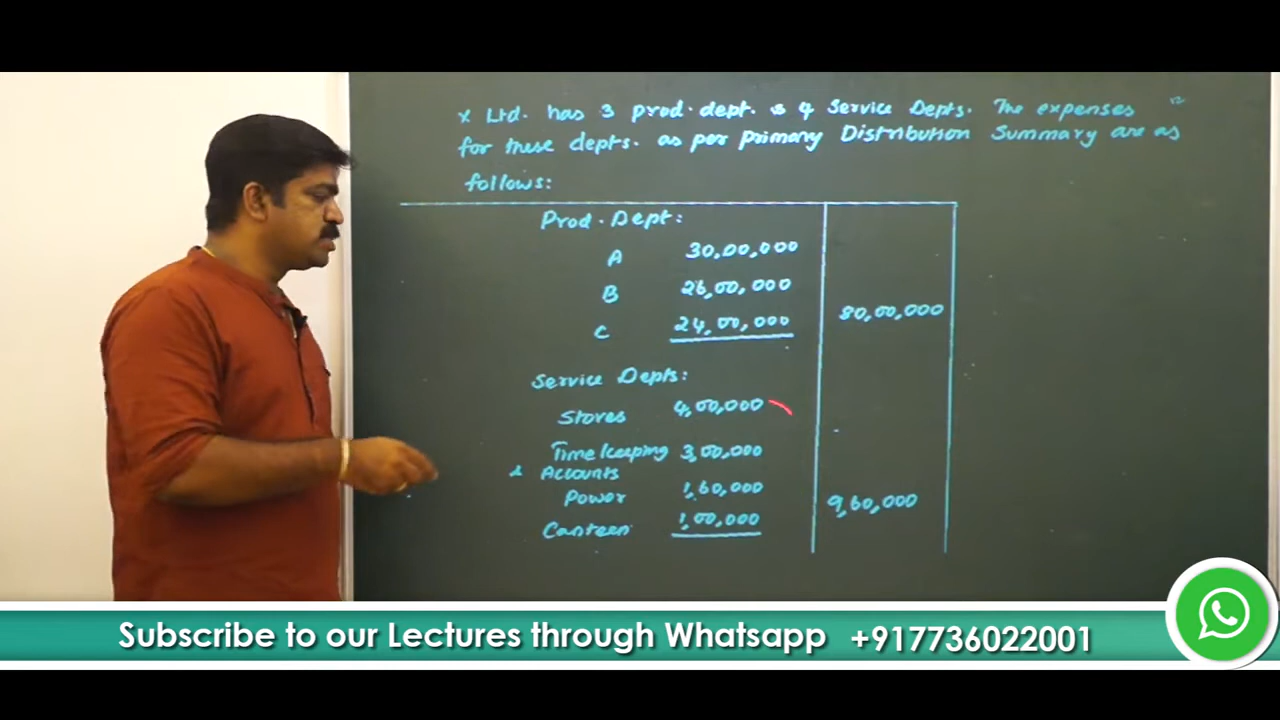 X Ltd. has 3 prod. dept. & 4 Service Depts. The expenses
for these depts. as per primary Distribution Summary are as
follows:
Prod. Dept:
A 30,00,000
B 26,00,000
C 24,00,000 80,00,000
Service Depts:
Stores 4,00,000
Time keeping 3,00,000
& Accounts
Power 1,60,000
Canteen 1,00,000 9,60,000
Subscribe to our Lectures through Whatsapp +917736022001